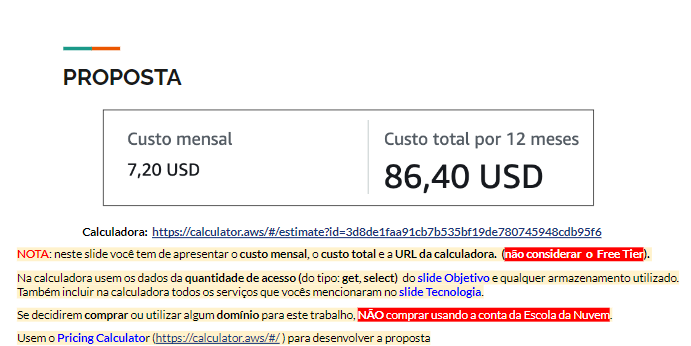 PROPOSTA
Custo mensal
7,20 USD
Custo total por 12 meses
86,40 USD
Calculadora: https://calculator.aws/#/estimate?id=3d8de1faa91cb7b535bf19de780745948cdb95f6
NOTA: neste slide você tem de apresentar o custo mensal, o custo total e a URL da calculadora. (não considerar o Free Tier).
Na calculadora usem os dados da quantidade de acesso (do tipo: get, select) do slide Objetivo e qualquer armazenamento utilizado.
Também incluir na calculadora todos os serviços que vocês mencionaram no slide Tecnologia.
Se decidirem comprar ou utilizar algum domínio para este trabalho, NÃO comprar usando a conta da Escola da Nuvem.
Usem o Pricing Calculator (https://calculator.aws/#/ ) para desenvolver a proposta